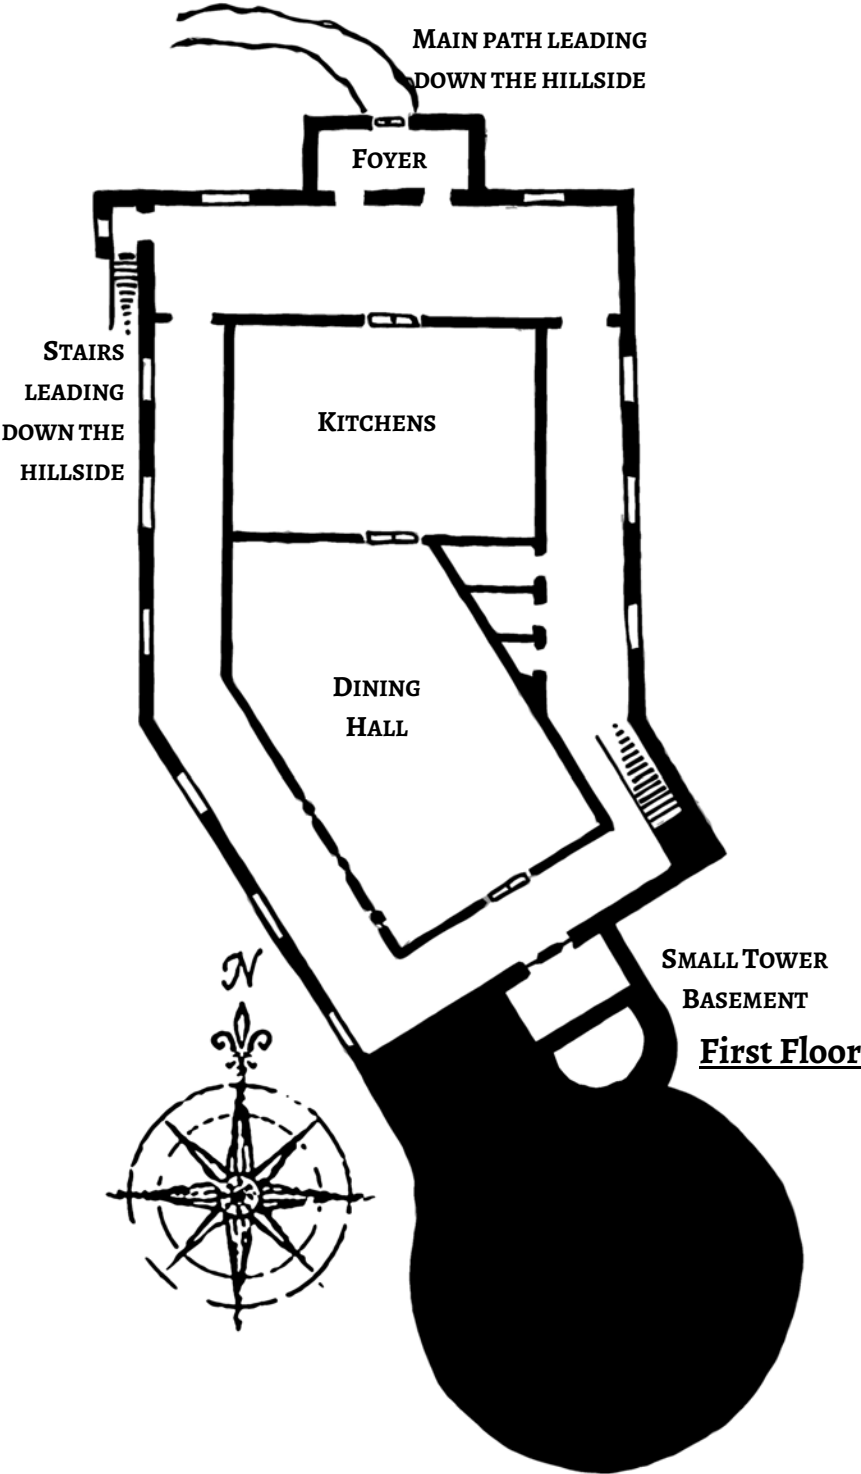 Main path leading
down the hillside
Foyer
Stairs
leading
down the
hillside
Kitchens
Dining
Hall
N
Small Tower
Basement
First Floor